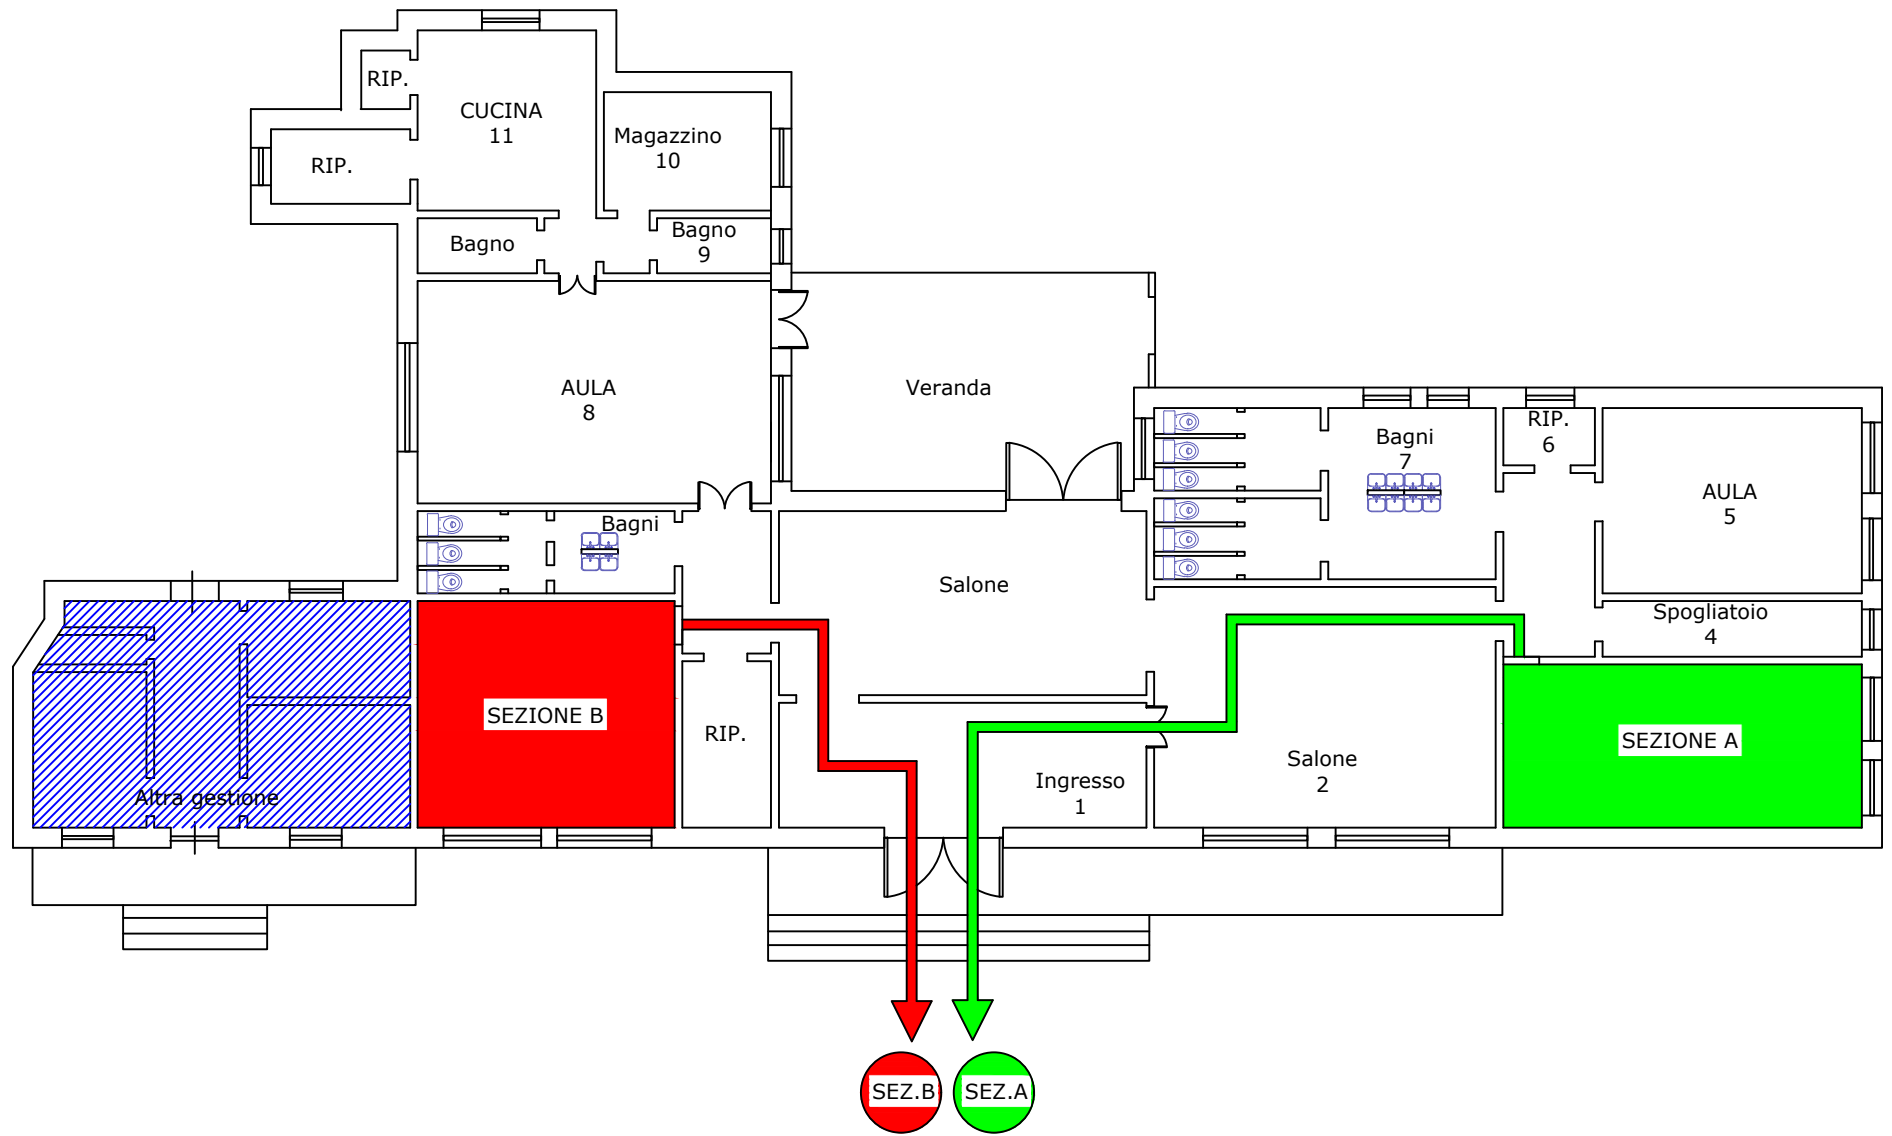 RIP.
CUCINA
11
Magazzino
10
RIP.
Bagno
Bagno
9
AULA
8
Veranda
RIP.
6
Bagni
7
AULA
5
Bagni
Salone
Spogliatoio
4
SEZIONE B
RIP.
SEZIONE A
Salone
2
Ingresso
1
Altra gestione
SEZ.B
SEZ.A